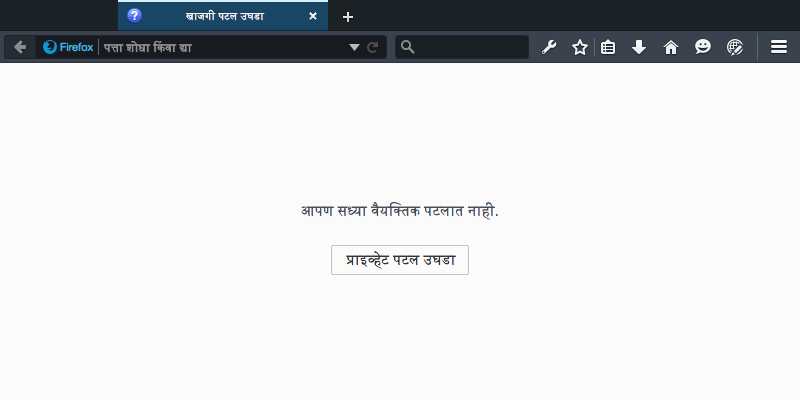 खाजगी पटल उघडा
Firefox पत्ता शोधा किंवा द्या
आपण सध्या वैयक्तिक पटलात नाही.
प्राइव्हेट पटल उघडा